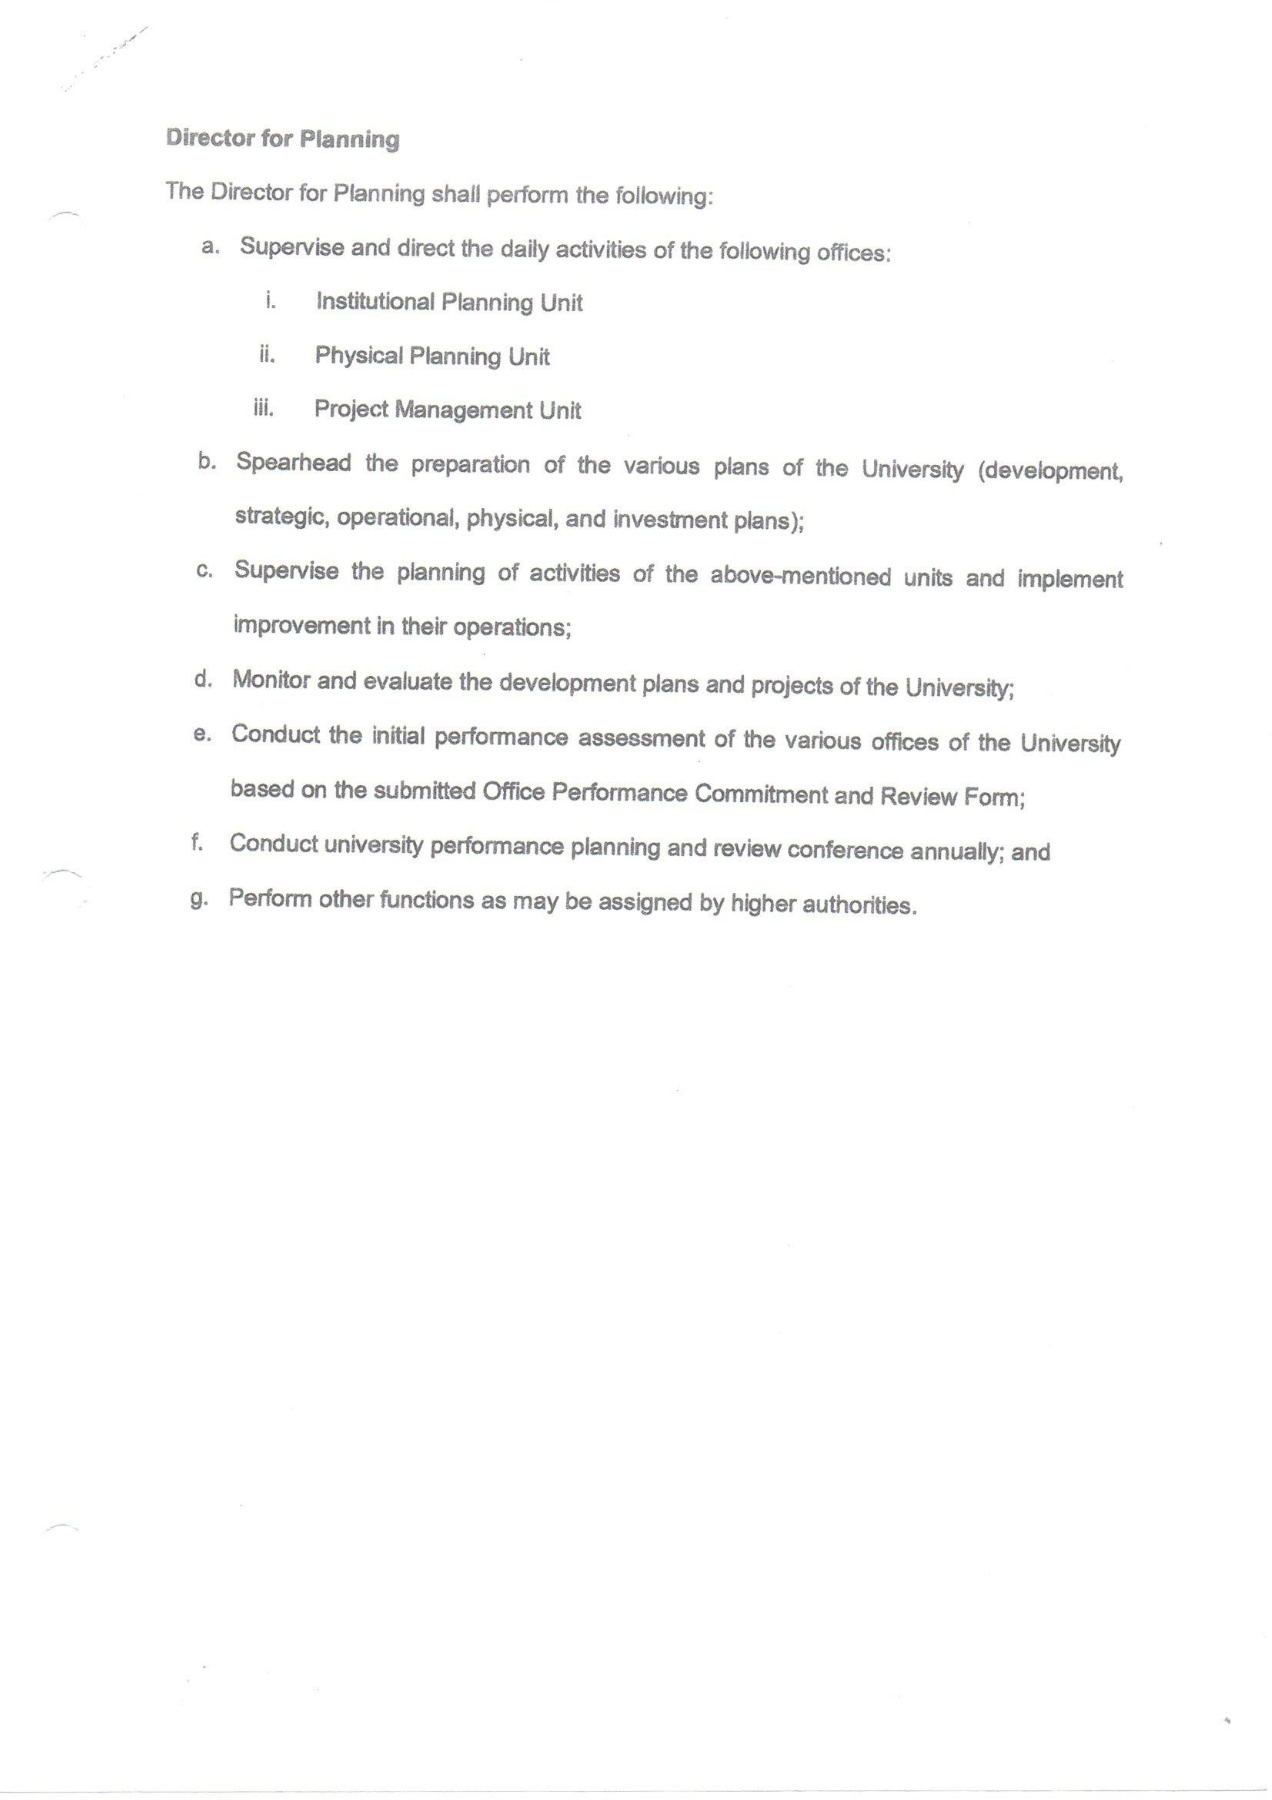 Director for Planning
The Director for Planning shall perform the following:
a. Supervise and direct the daily activities of the following offices:
i. Institutional Planning Unit
ii. Physical Planning Unit
iii. Project Management Unit
b. Spearhead the preparation of the various plans of the University (development,
strategic, operational, physical, and investment plans);
c. Supervise the planning of activities of the above-mentioned units and implement
improvement in their operations;
d. Monitor and evaluate the development plans and projects of the University;
e. Conduct the initial performance assessment of the various offices of the University
based on the submitted Office Performance Commitment and Review Form;
f. Conduct university performance planning and review conference annually; and
g. Perform other functions as may be assigned by higher authorities.